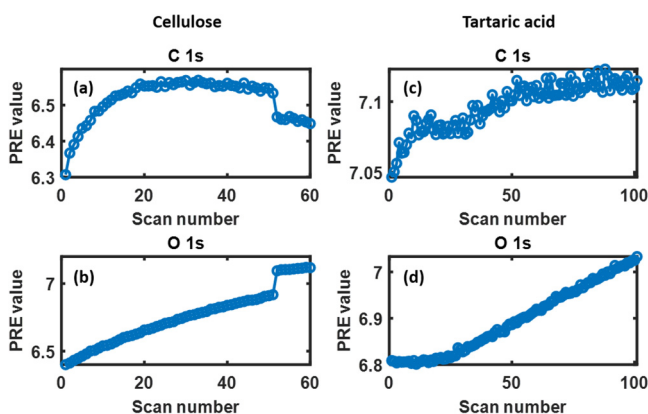 Cellulose
Tartaric acid
C 1s
(a)
PRE value
6.5
6.4
6.3
0
20
40
60
Scan number
C 1s
(c)
PRE value
7.1
7.05
0
50
100
Scan number
O 1s
(b)
PRE value
7
6.5
0
20
40
60
Scan number
O 1s
(d)
PRE value
7
6.9
6.8
0
50
100
Scan number